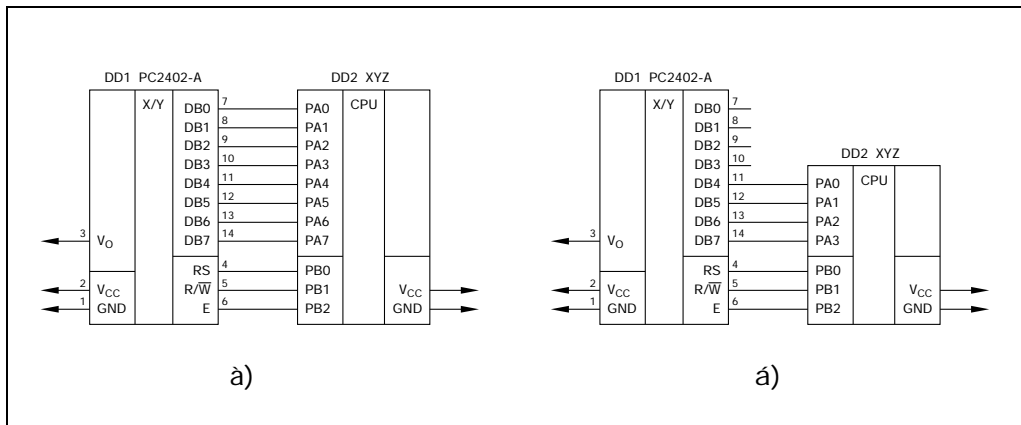 DD1 PC2402-A
DD2 XYZ
X/Y
CPU
DB0 7 PA0
DB1 8 PA1
DB2 9 PA2
DB3 10 PA3
DB4 11 PA4
DB5 12 PA5
DB6 13 PA6
DB7 14 PA7
3 VO
RS 4 PB0
2 VCC
R/W̅ 5 PB1
VCC
1 GND
E 6 PB2
GND
à)
DD1 PC2402-A
X/Y
DB0 7
DB1 8
DB2 9
DB3 10
DD2 XYZ
CPU
DB4 11 PA0
DB5 12 PA1
DB6 13 PA2
DB7 14 PA3
3 VO
RS 4 PB0
2 VCC
R/W̅ 5 PB1
VCC
1 GND
E 6 PB2
GND
á)